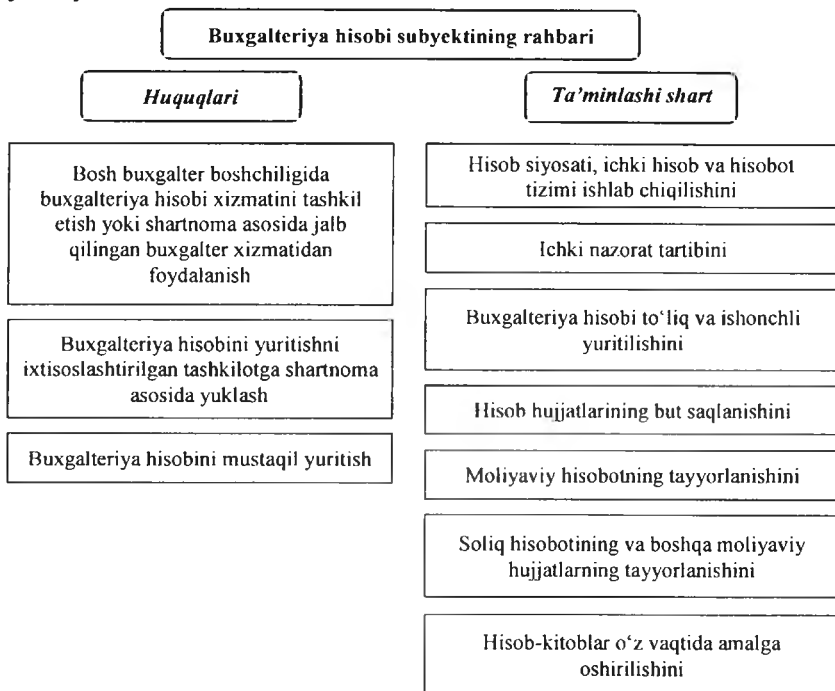 Buxgalteriya hisobi subyektining rahbari
Huquqlari
Bosh buxgalter boshchiligida
buxgalteriya hisobi xizmatini tashkil
etish yoki shartnoma asosida jalb
qilingan buxgalter xizmatidan
foydalanish
Buxgalteriya hisobini yuritishni
ixtisoslashtirilgan tashkilotga shartnoma
asosida yuklash
Buxgalteriya hisobini mustaqil yuritish
Ta’minlashi shart
Hisob siyosati, ichki hisob va hisobot
tizimi ishlab chiqilishini
Ichki nazorat tartibini
Buxgalteriya hisobi to‘liq va ishonchli
yuritilishini
Hisob hujjatlarining but saqlanishini
Moliyaviy hisobotning tayyorlanishini
Soliq hisobotining va boshqa moliyaviy
hujjatlarning tayyorlanishini
Hisob-kitoblar o‘z vaqtida amalga
oshirilishini